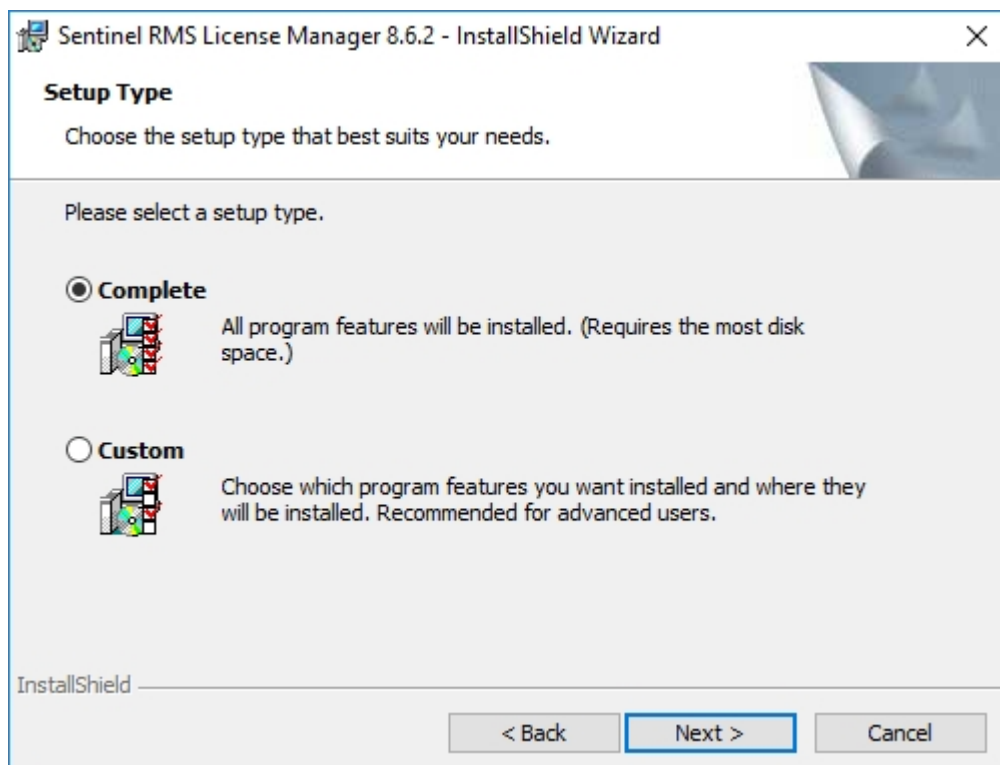 Sentinel RMS License Manager 8.6.2 - InstallShield Wizard
Setup Type
Choose the setup type that best suits your needs.
Please select a setup type.
Complete
All program features will be installed. (Requires the most disk
space.)
Custom
Choose which program features you want installed and where they
will be installed. Recommended for advanced users.
InstallShield
< Back
Next >
Cancel